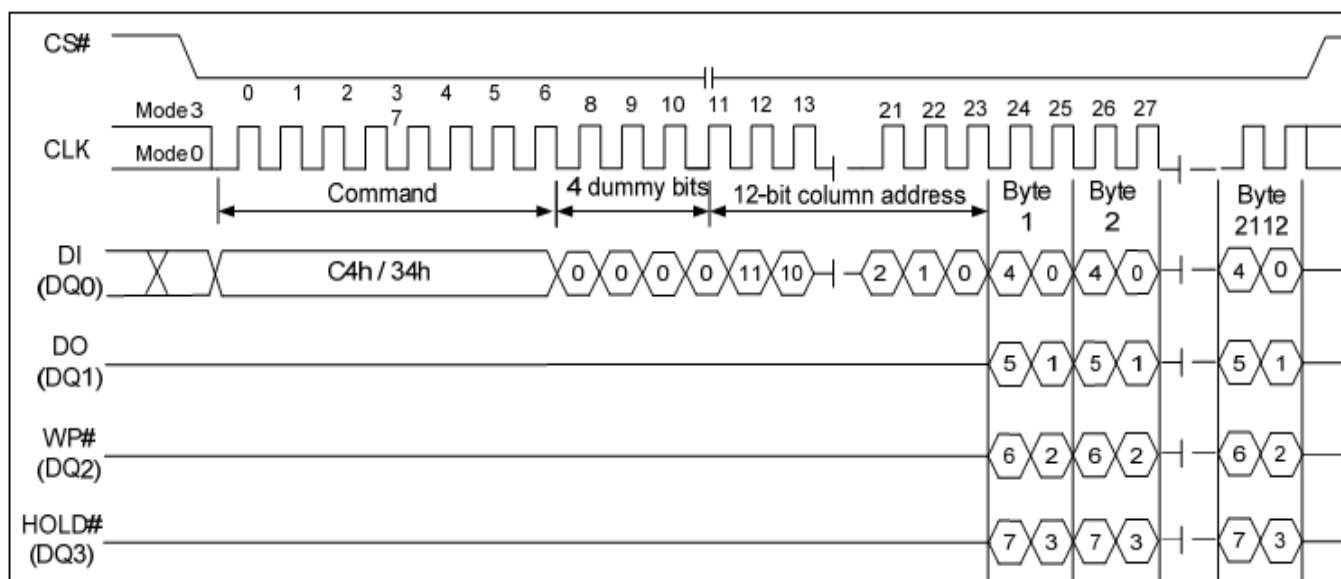 CS#
0 1 2 3 4 5 6 8 9 10 11 12 13 21 22 23 24 25 26 27
7
Mode 3
CLK
Mode 0
Command
4 dummy bits
12-bit column address
Byte
1
Byte
2
Byte
2112
DI
(DQ0)
C4h / 34h
0 0 0 0 11 10 2 1 0 4 0 4 0 4 0
DO
(DQ1)
5 1 5 1 5 1
WP#
(DQ2)
6 2 6 2 6 2
HOLD#
(DQ3)
7 3 7 3 7 3